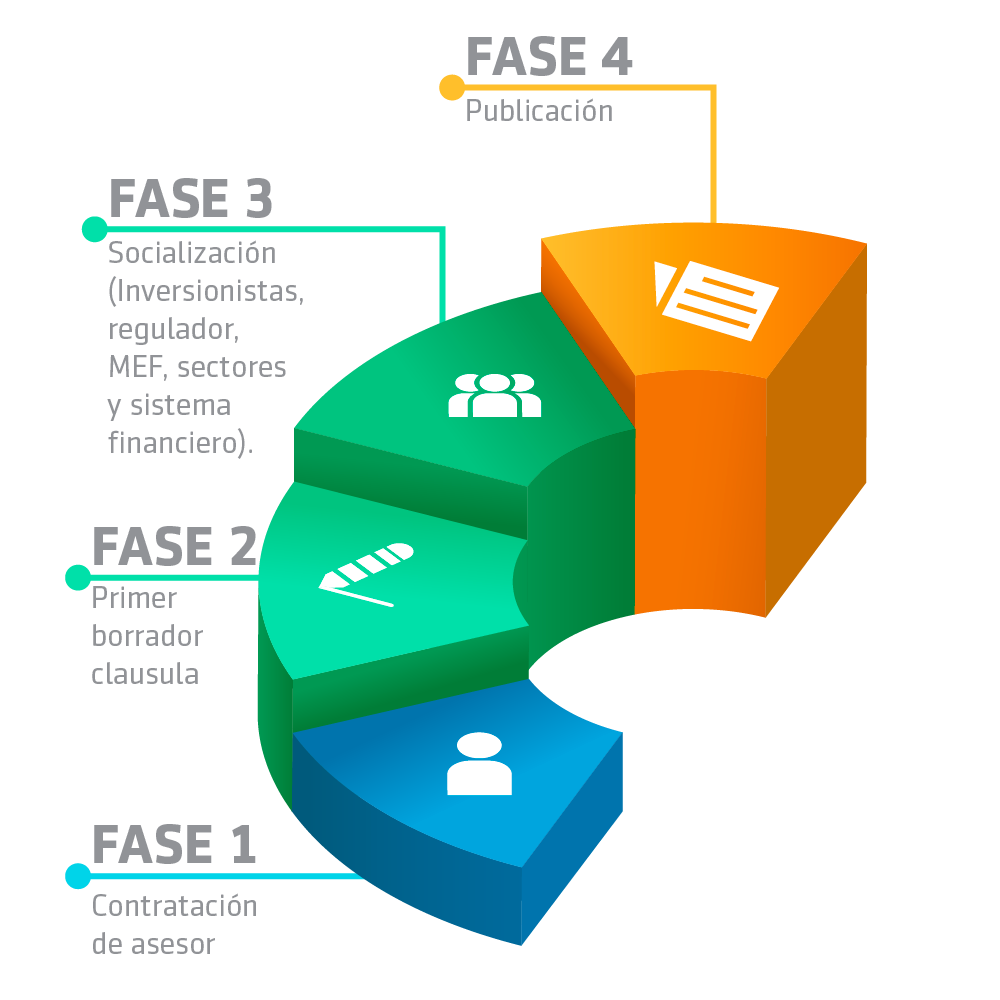 FASE 4
Publicación
FASE 3
Socialización
(Inversionistas,
regulador,
MEF, sectores
y sistema
financiero).
FASE 2
Primer
borrador
clausula
FASE 1
Contratación
de asesor